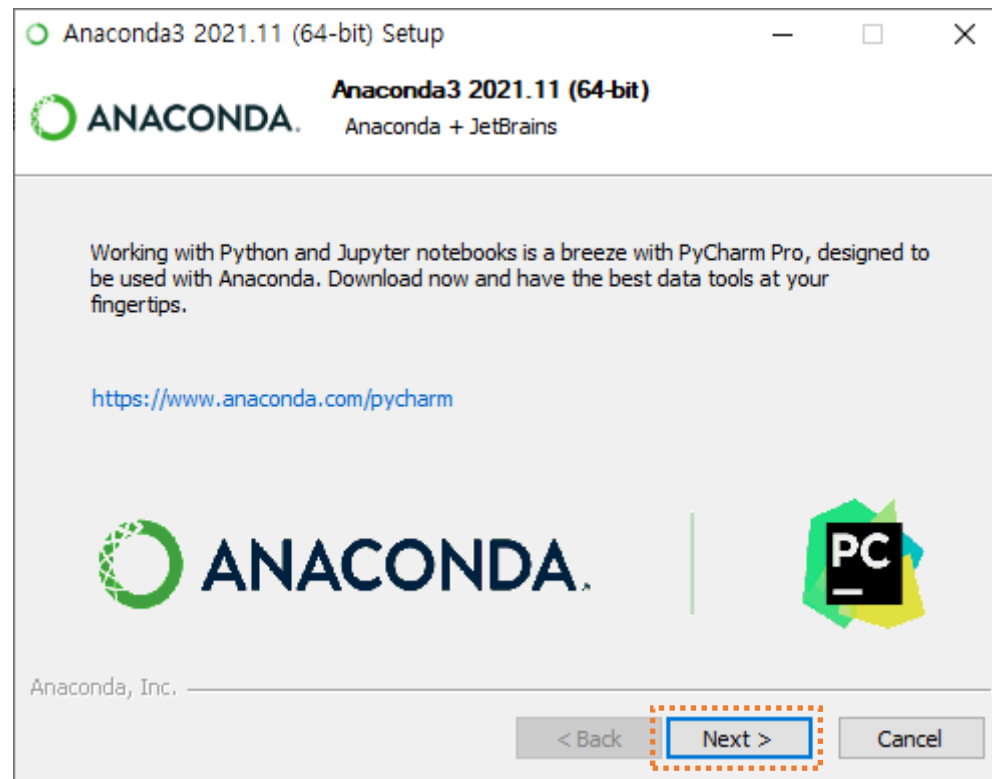 Anaconda3 2021.11 (64-bit) Setup
ANACONDA.
Anaconda3 2021.11 (64-bit)
Anaconda + JetBrains
Working with Python and Jupyter notebooks is a breeze with PyCharm Pro, designed to
be used with Anaconda. Download now and have the best data tools at your
fingertips.
https://www.anaconda.com/pycharm
ANACONDA.
PC
Anaconda, Inc.
< Back
Next >
Cancel